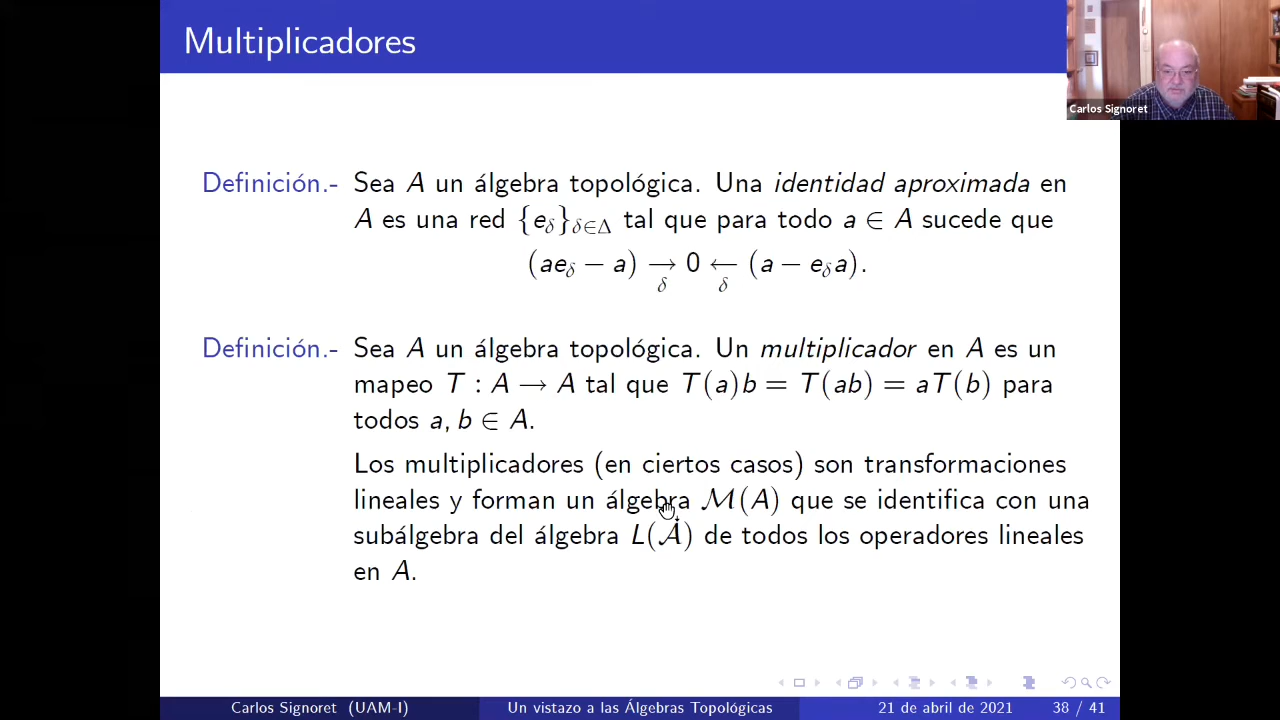 Multiplicadores
Carlos Signoret
Definición.- Sea A un álgebra topológica. Una identidad aproximada en
A es una red {e_δ}_{δ∈Δ} tal que para todo a ∈ A sucede que
(ae_δ − a) →_δ 0 ←_δ (a − e_δa).
Definición.- Sea A un álgebra topológica. Un multiplicador en A es un
mapeo T : A → A tal que T(a)b = T(ab) = aT(b) para
todos a, b ∈ A.
Los multiplicadores (en ciertos casos) son transformaciones
lineales y forman un álgebra ℳ(A) que se identifica con una
subálgebra del álgebra L(A) de todos los operadores lineales
en A.
Carlos Signoret (UAM-I) Un vistazo a las Álgebras Topológicas 21 de abril de 2021 38 / 41